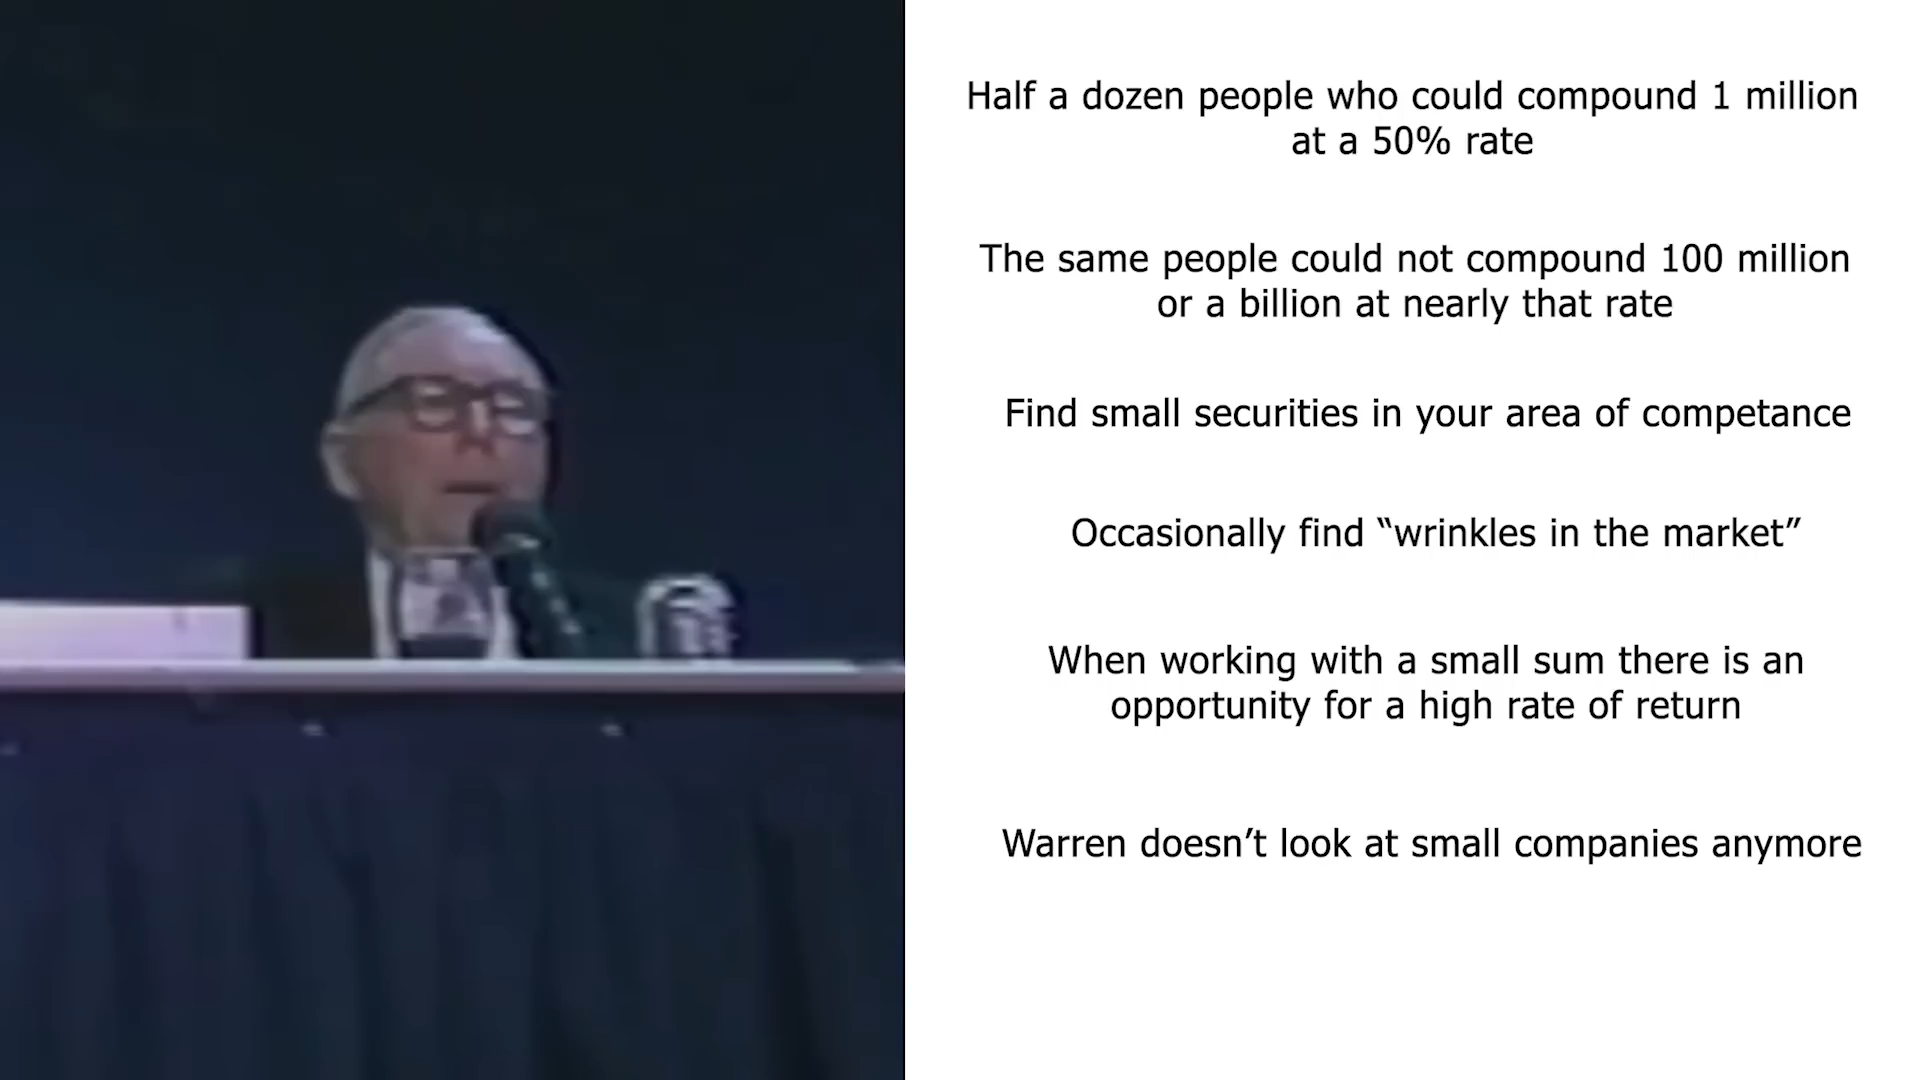 Half a dozen people who could compound 1 million
at a 50% rate
The same people could not compound 100 million
or a billion at nearly that rate
Find small securities in your area of competance
Occasionally find “wrinkles in the market”
When working with a small sum there is an
opportunity for a high rate of return
Warren doesn’t look at small companies anymore